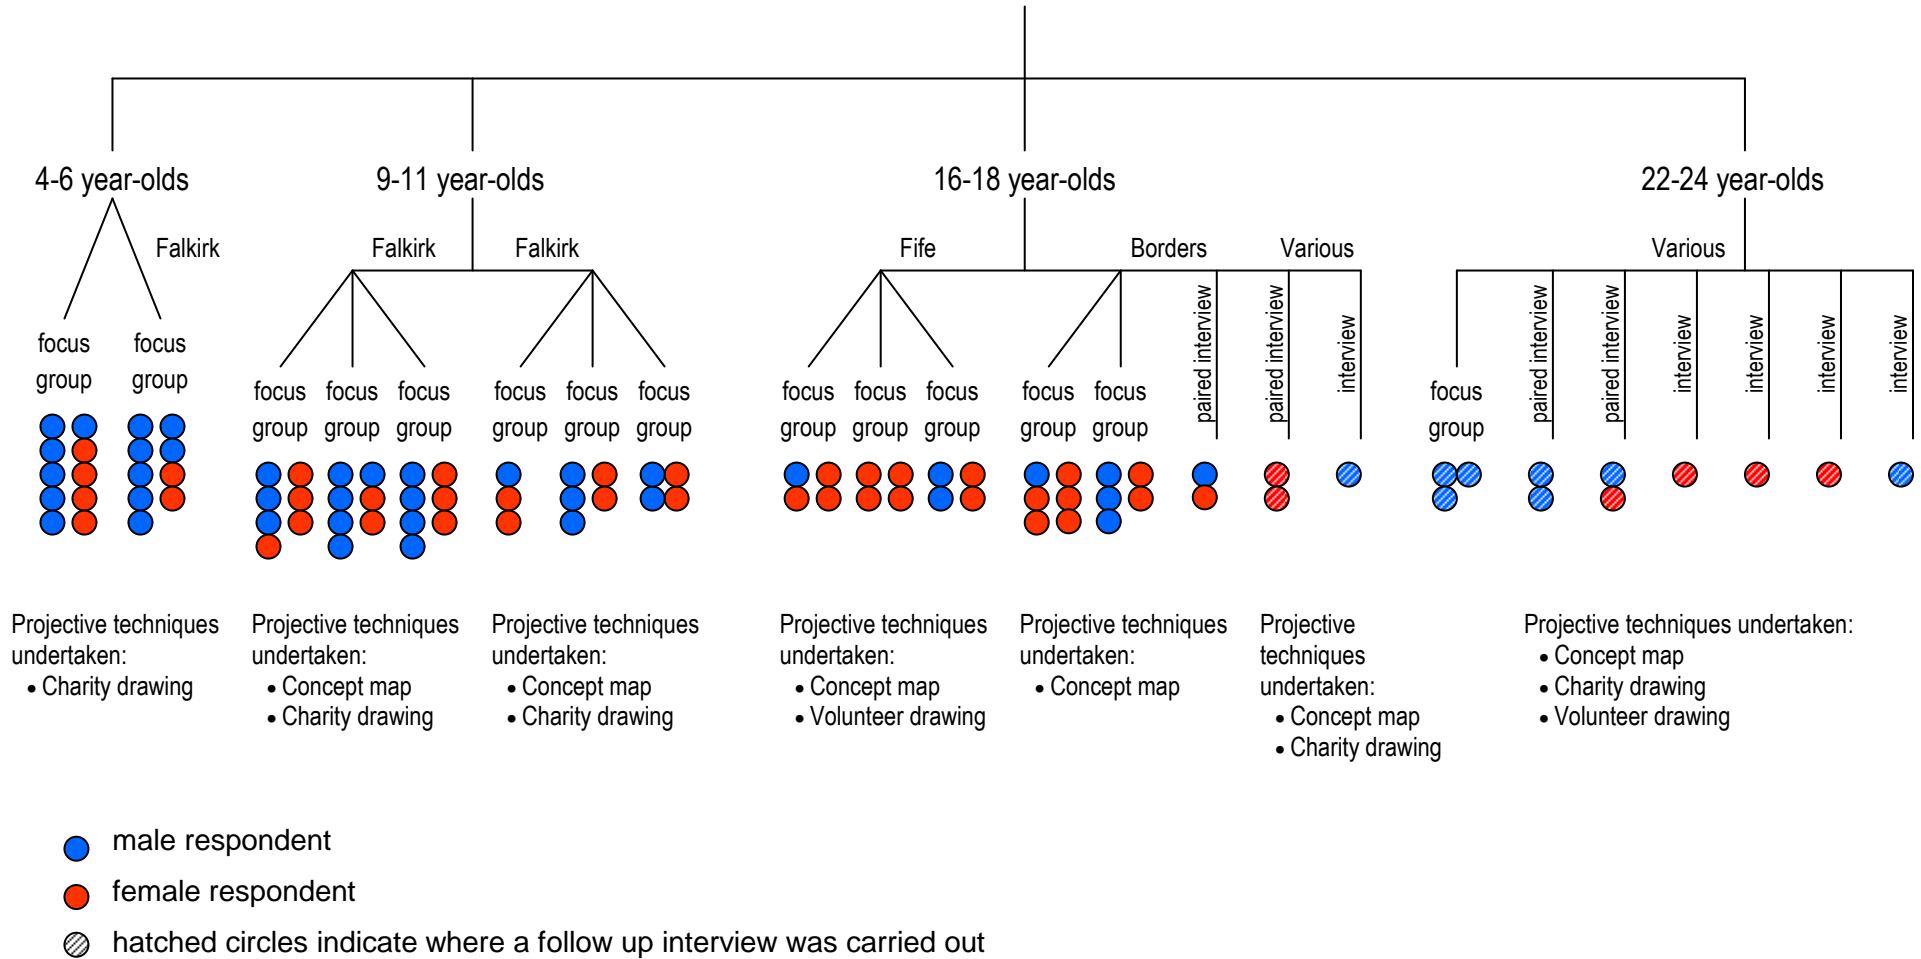 4-6 year-olds
9-11 year-olds
16-18 year-olds
22-24 year-olds
Falkirk
Falkirk
Falkirk
Fife
Borders
Various
Various
focus
group
focus
group
focus
group
focus
group
focus
group
focus
group
focus
group
focus
group
focus
group
focus
group
focus
group
focus
group
focus
group
paired interview
paired interview
interview
focus
group
paired interview
paired interview
interview
interview
interview
interview
Projective techniques
undertaken:
• Charity drawing
Projective techniques
undertaken:
• Concept map
• Charity drawing
Projective techniques
undertaken:
• Concept map
• Charity drawing
Projective techniques
undertaken:
• Concept map
• Volunteer drawing
Projective techniques
undertaken:
• Concept map
Projective
techniques
undertaken:
• Concept map
• Charity drawing
Projective techniques undertaken:
• Concept map
• Charity drawing
• Volunteer drawing
male respondent
female respondent
hatched circles indicate where a follow up interview was carried out